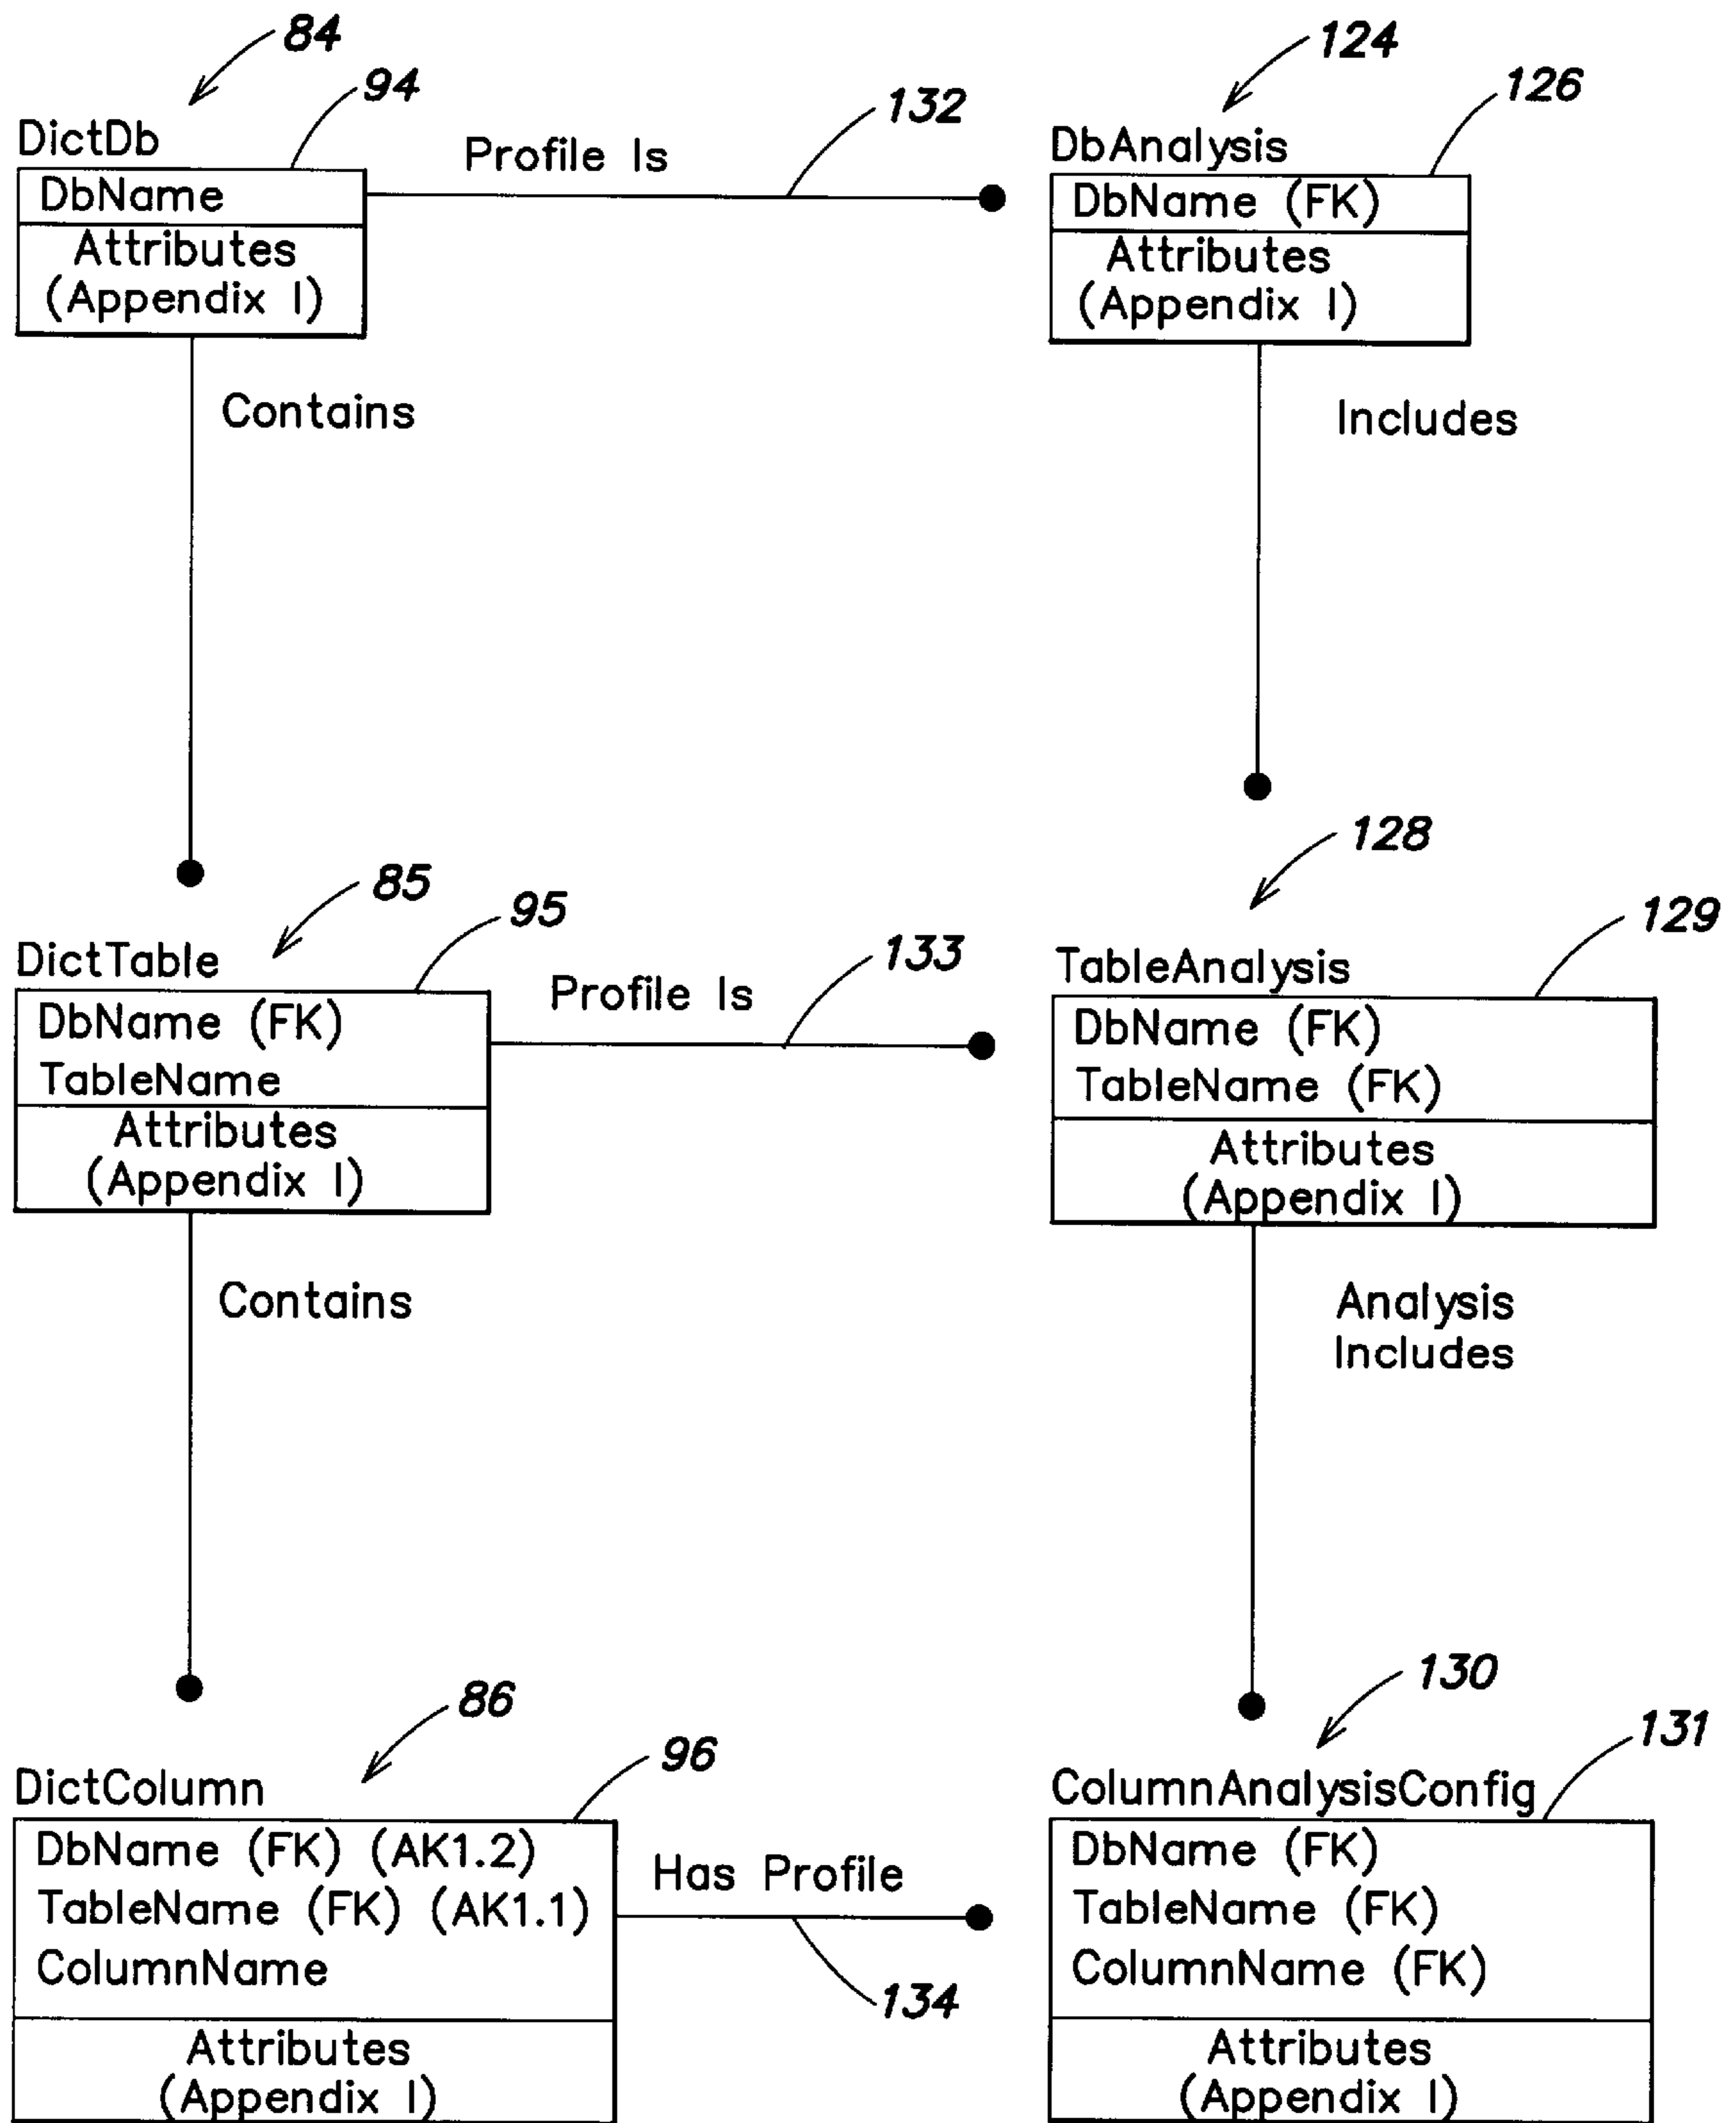 84
124
94
132
126
DictDb
Profile Is
DbAnalysis
DbName
DbName (FK)
Attributes
(Appendix I)
Attributes
(Appendix I)
Contains
Includes
128
85
95
133
129
DictTable
Profile Is
TableAnalysis
DbName (FK)
TableName
DbName (FK)
TableName (FK)
Attributes
(Appendix I)
Attributes
(Appendix I)
Contains
Analysis
Includes
130
86
96
131
DictColumn
ColumnAnalysisConfig
DbName (FK) (AK1.2)
TableName (FK) (AK1.1)
ColumnName
Has Profile
134
DbName (FK)
TableName (FK)
ColumnName (FK)
Attributes
(Appendix I)
Attributes
(Appendix I)